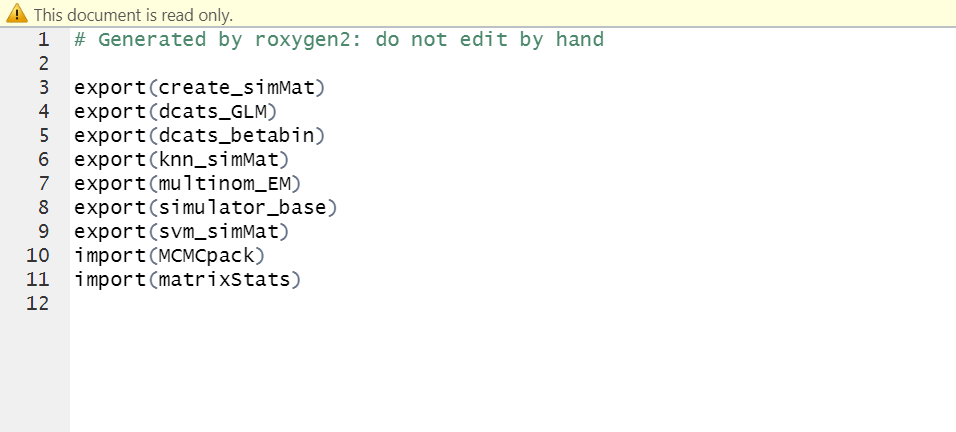 This document is read only.
1 # Generated by roxygen2: do not edit by hand
2
3 export(create_simMat)
4 export(dcats_GLM)
5 export(dcats_betabin)
6 export(knn_simMat)
7 export(multinom_EM)
8 export(simulator_base)
9 export(svm_simMat)
10 import(MCMCpack)
11 import(matrixStats)
12